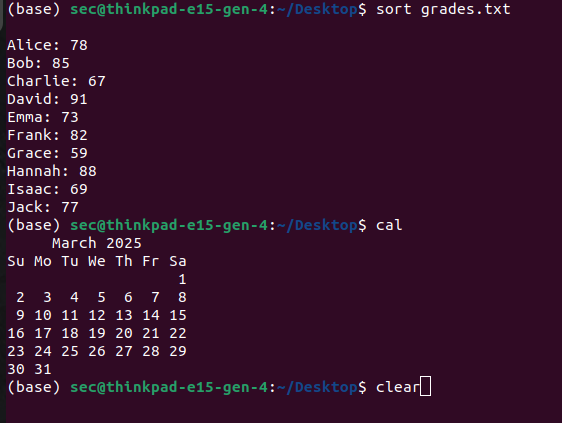 (base) sec@thinkpad-e15-gen-4:~/Desktop$ sort grades.txt

Alice: 78
Bob: 85
Charlie: 67
David: 91
Emma: 73
Frank: 82
Grace: 59
Hannah: 88
Isaac: 69
Jack: 77
(base) sec@thinkpad-e15-gen-4:~/Desktop$ cal
     March 2025
Su Mo Tu We Th Fr Sa
                   1
 2  3  4  5  6  7  8
 9 10 11 12 13 14 15
16 17 18 19 20 21 22
23 24 25 26 27 28 29
30 31
(base) sec@thinkpad-e15-gen-4:~/Desktop$ clear